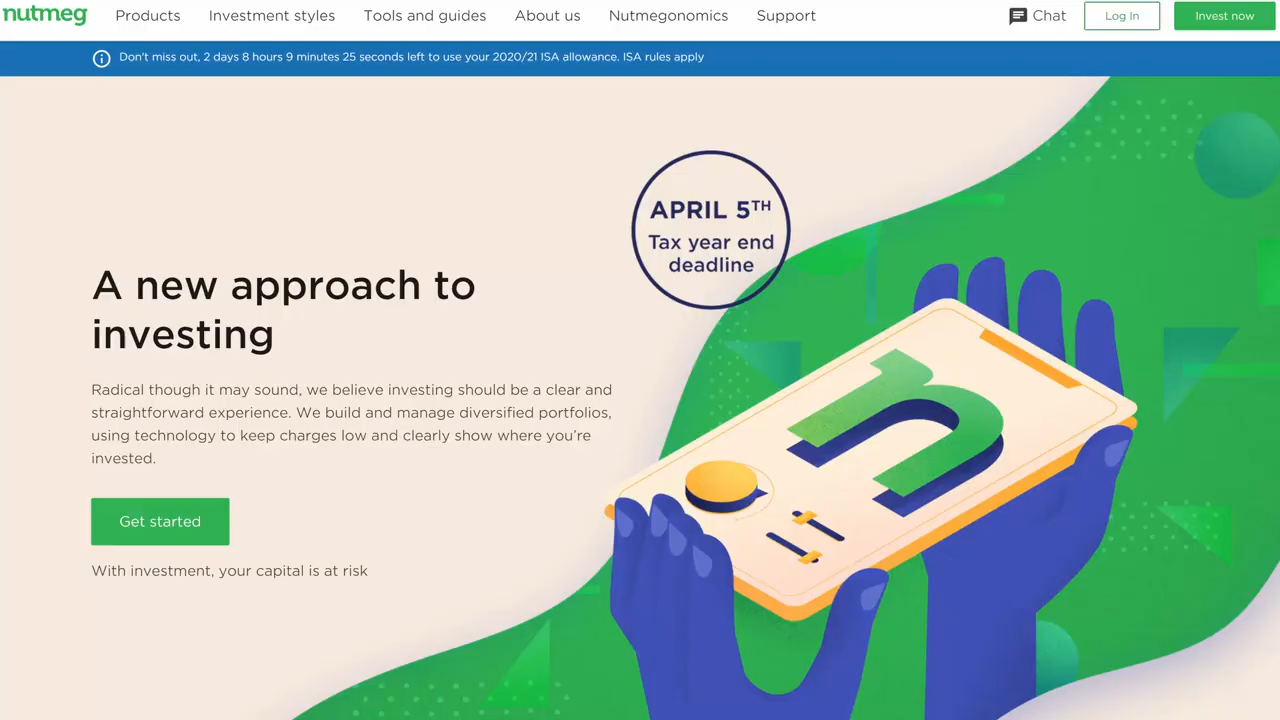 nutmeg Products Investment styles Tools and guides About us Nutmegonomics Support Chat Log In Invest now
Don't miss out, 2 days 8 hours 9 minutes 25 seconds left to use your 2020/21 ISA allowance. ISA rules apply
APRIL 5TH
Tax year end
deadline
A new approach to
investing
Radical though it may sound, we believe investing should be a clear and
straightforward experience. We build and manage diversified portfolios,
using technology to keep charges low and clearly show where you’re
invested.
Get started
With investment, your capital is at risk
n